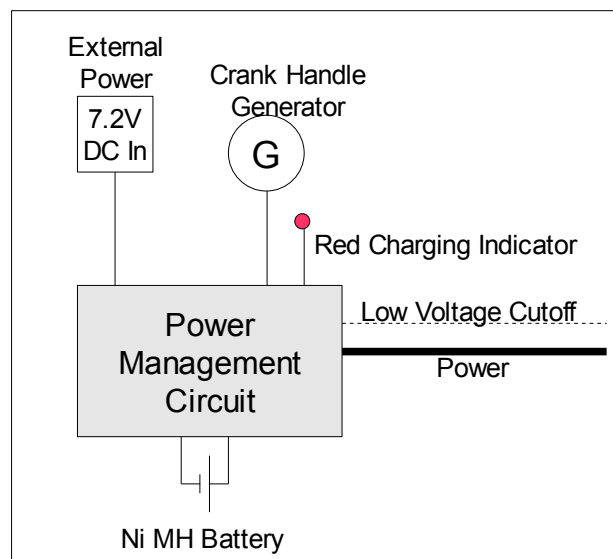 External
Power
7.2V
DC In
Crank Handle
Generator
G
Red Charging Indicator
Power
Management
Circuit
Low Voltage Cutoff
Power
Ni MH Battery